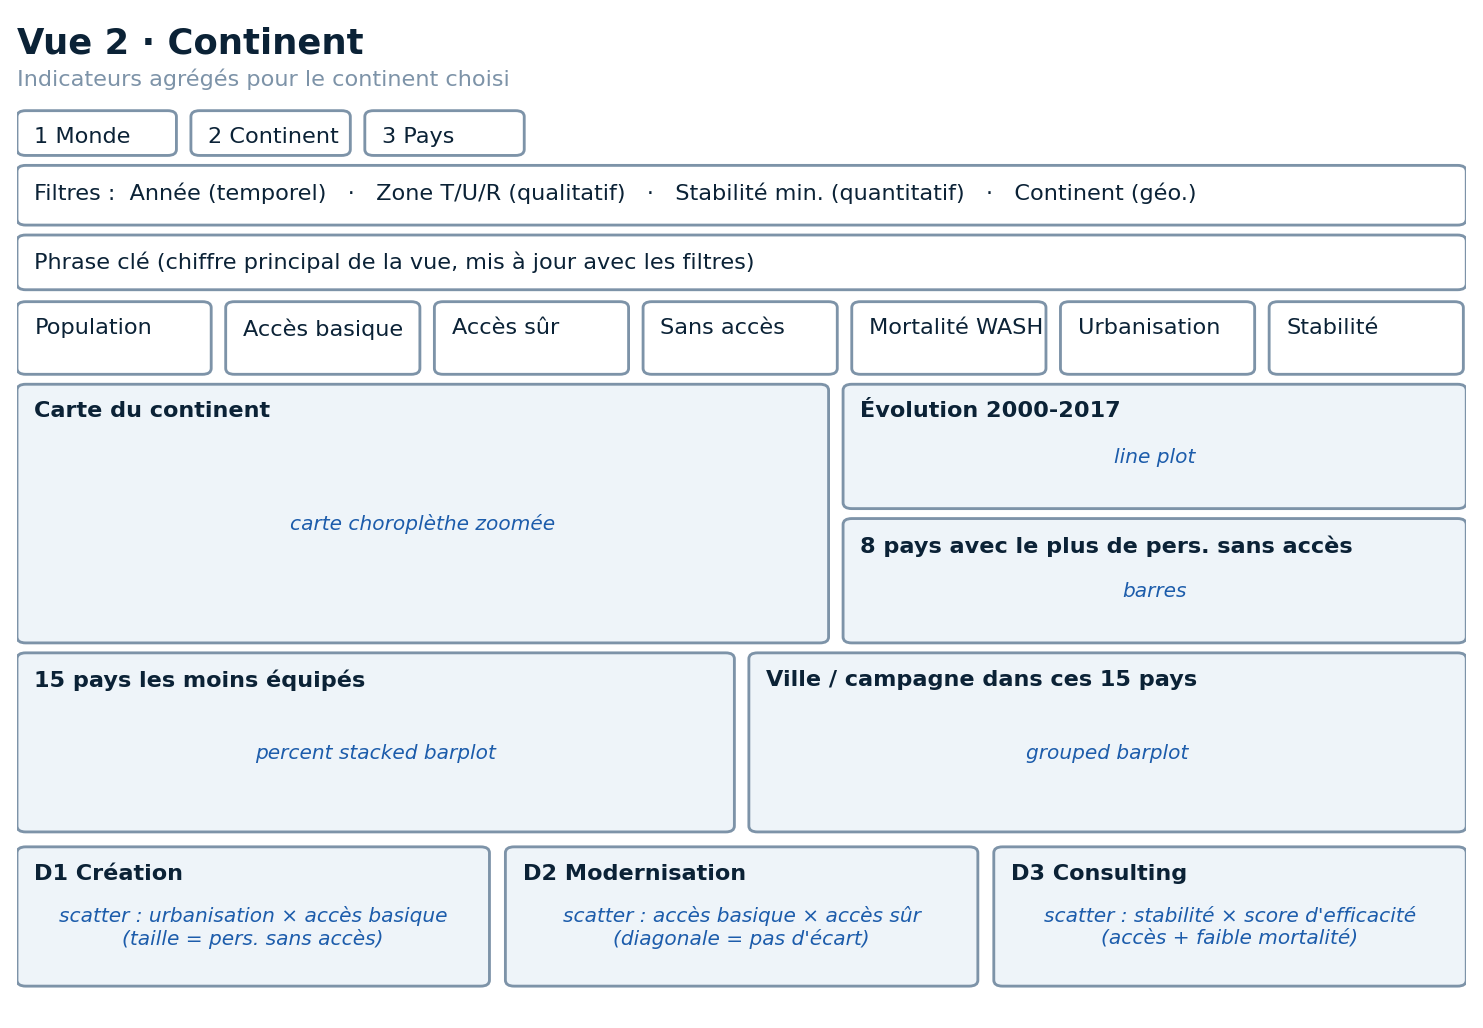 Vue 2 · Continent
Indicateurs agrégés pour le continent choisi
1 Monde
2 Continent
3 Pays
Filtres :  Année (temporel)   ·   Zone T/U/R (qualitatif)   ·   Stabilité min. (quantitatif)   ·   Continent (géo.)
Phrase clé (chiffre principal de la vue, mis à jour avec les filtres)
Population
Accès basique
Accès sûr
Sans accès
Mortalité WASH
Urbanisation
Stabilité
Carte du continent
carte choroplèthe zoomée
Évolution 2000-2017
line plot
8 pays avec le plus de pers. sans accès
barres
15 pays les moins équipés
percent stacked barplot
Ville / campagne dans ces 15 pays
grouped barplot
D1 Création
scatter : urbanisation × accès basique
(taille = pers. sans accès)
D2 Modernisation
scatter : accès basique × accès sûr
(diagonale = pas d'écart)
D3 Consulting
scatter : stabilité × score d'efficacité
(accès + faible mortalité)